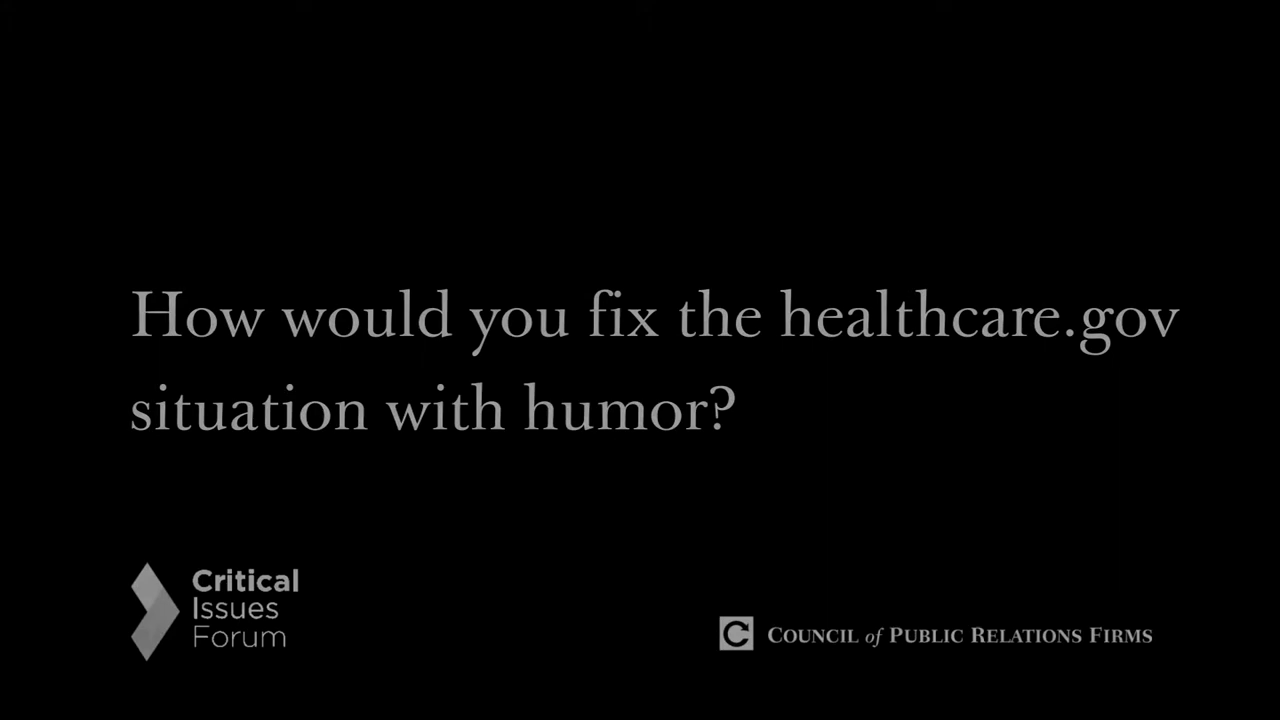 How would you fix the healthcare.gov
situation with humor?
Critical
Issues
Forum
COUNCIL of PUBLIC RELATIONS FIRMS